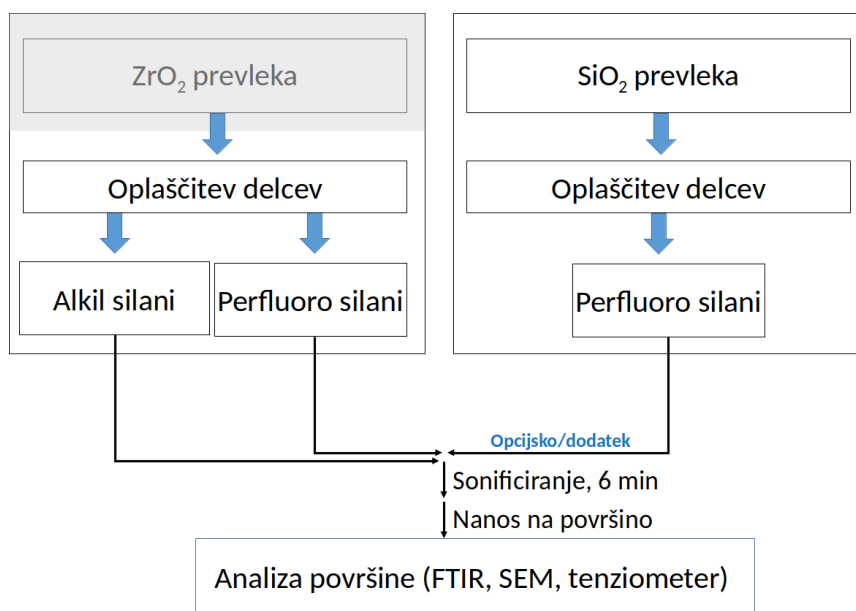 ZrO₂ prevleka
SiO₂ prevleka
Oplaščitev delcev
Oplaščitev delcev
Alkil silani
Perfluoro silani
Perfluoro silani
Opcijsko/dodatek
Sonificiranje, 6 min
Nanos na površino
Analiza površine (FTIR, SEM, tenziometer)